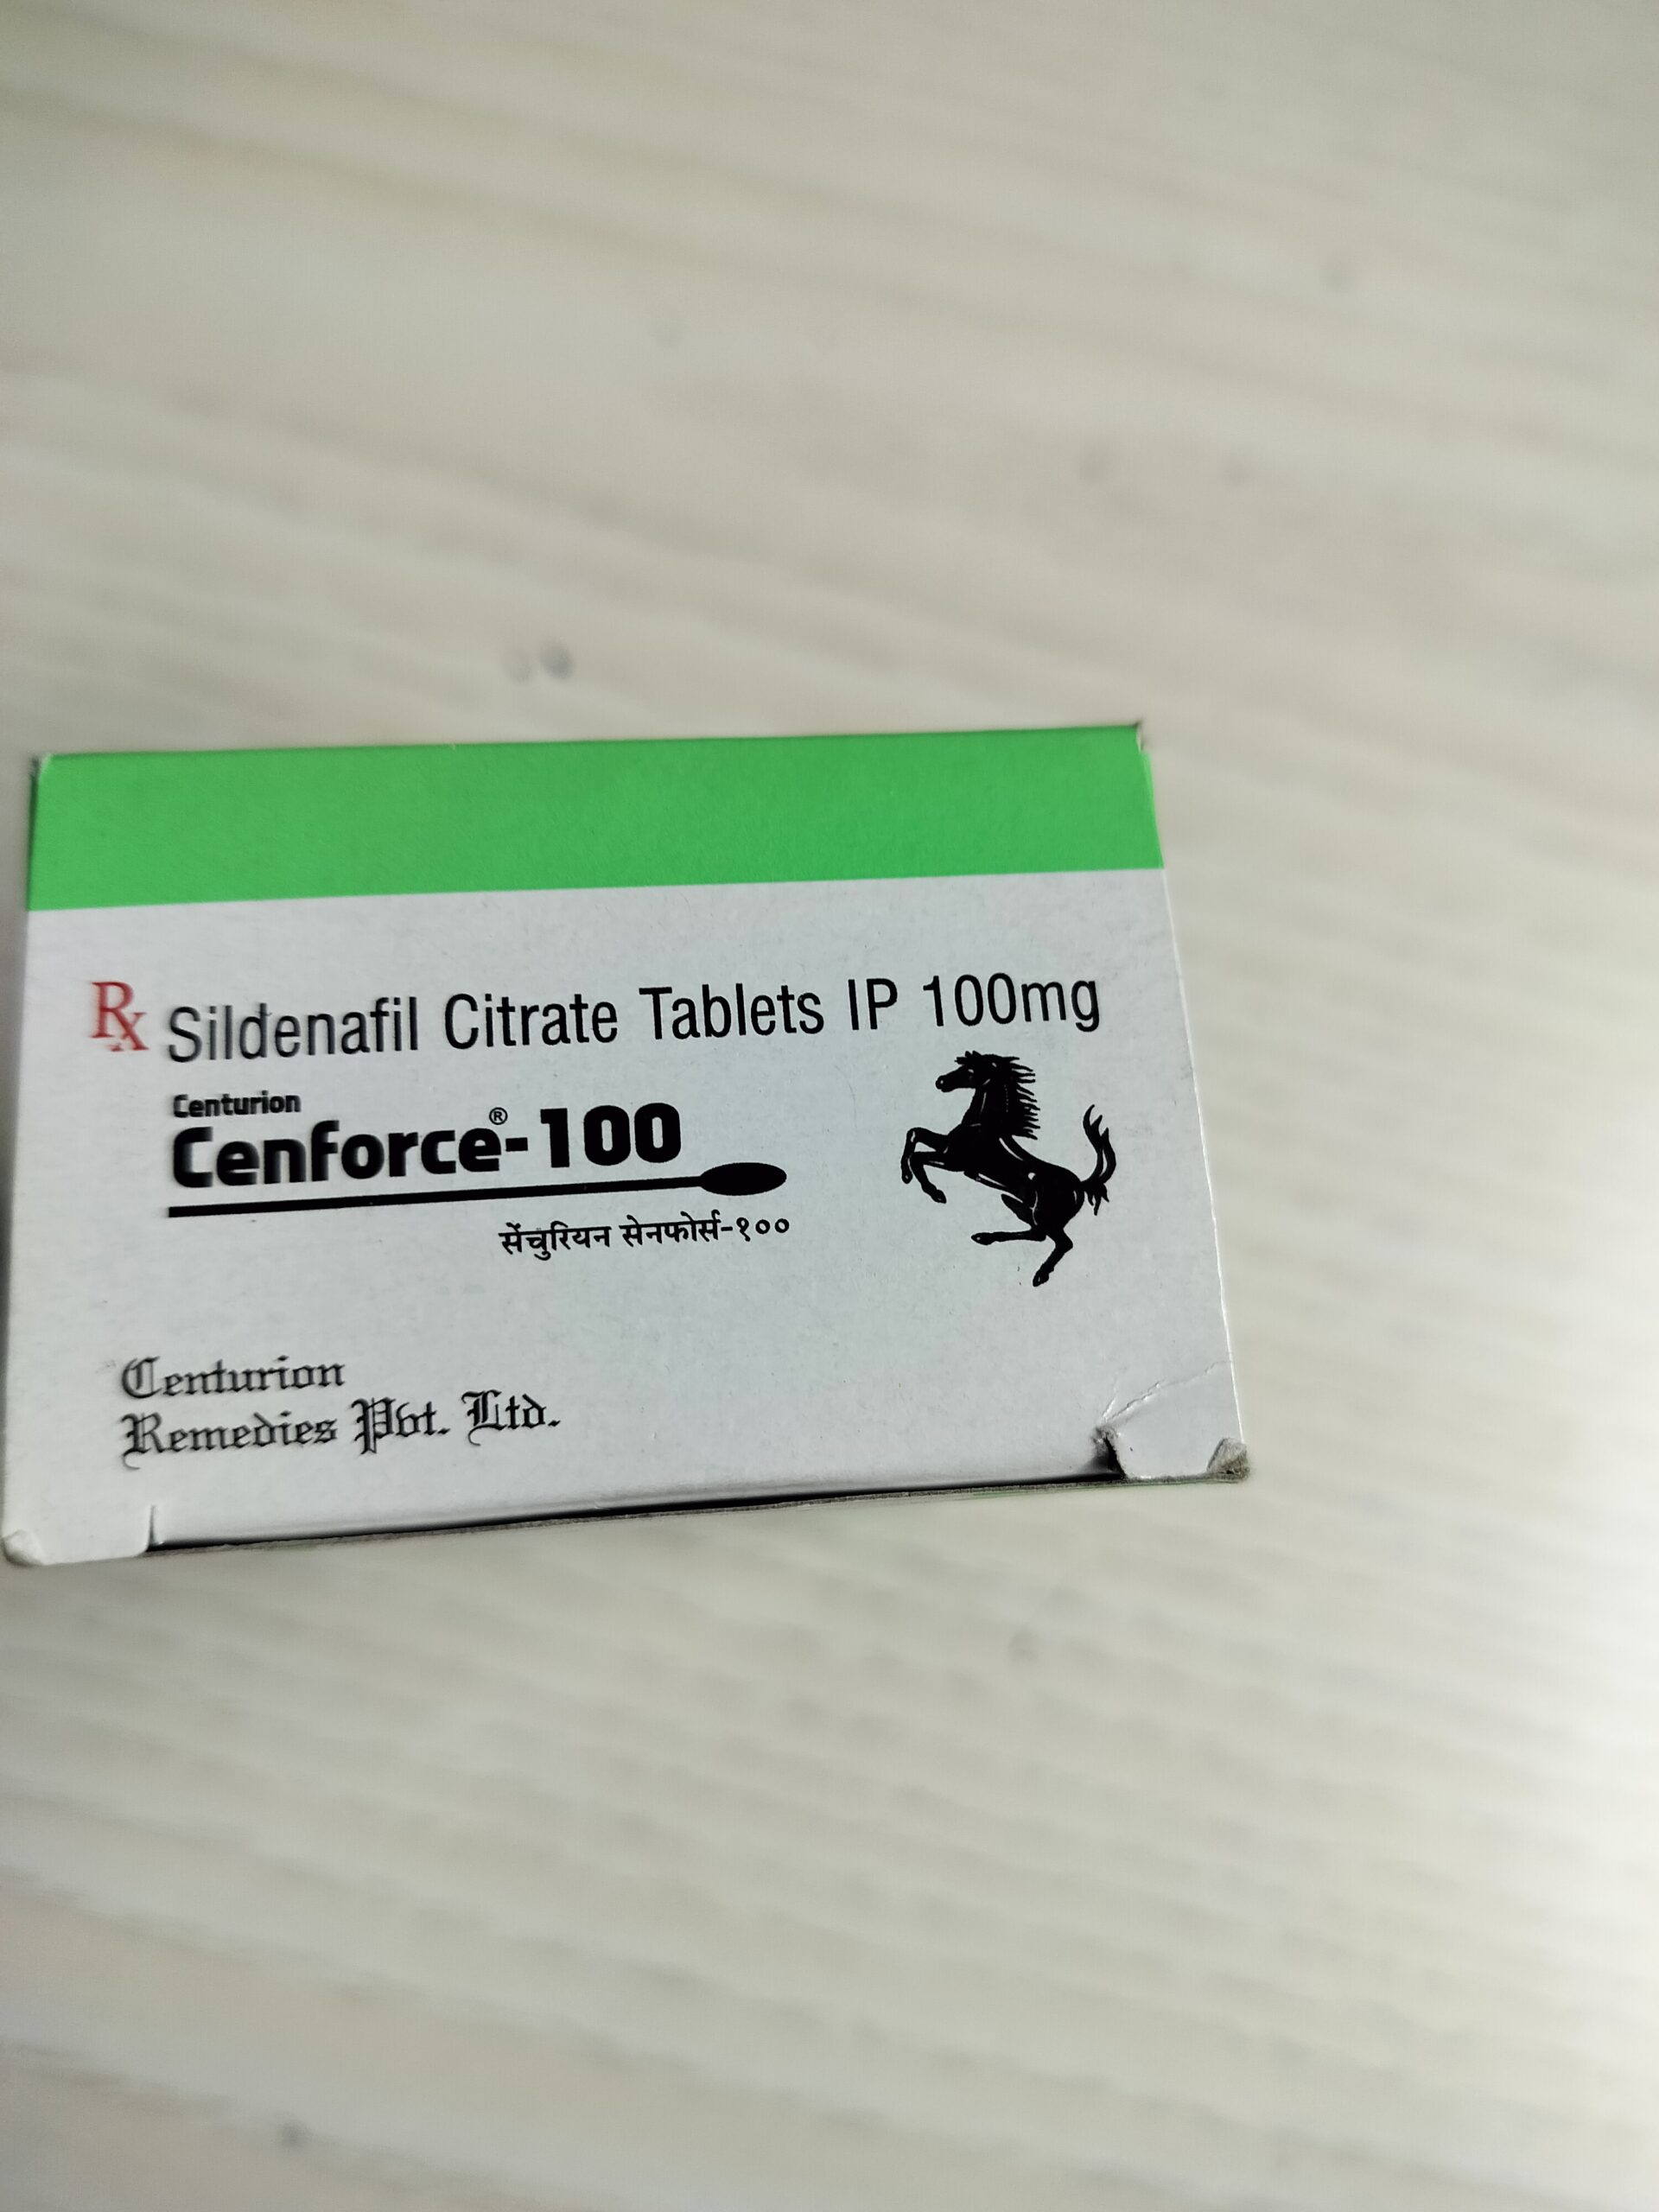 Rx Sildenafil Citrate Tablets IP 100mg
Centurion
Cenforce®-100
सेंचुरियन सेनफोर्स-१००
Centurion
Remedies Pvt. Ltd.